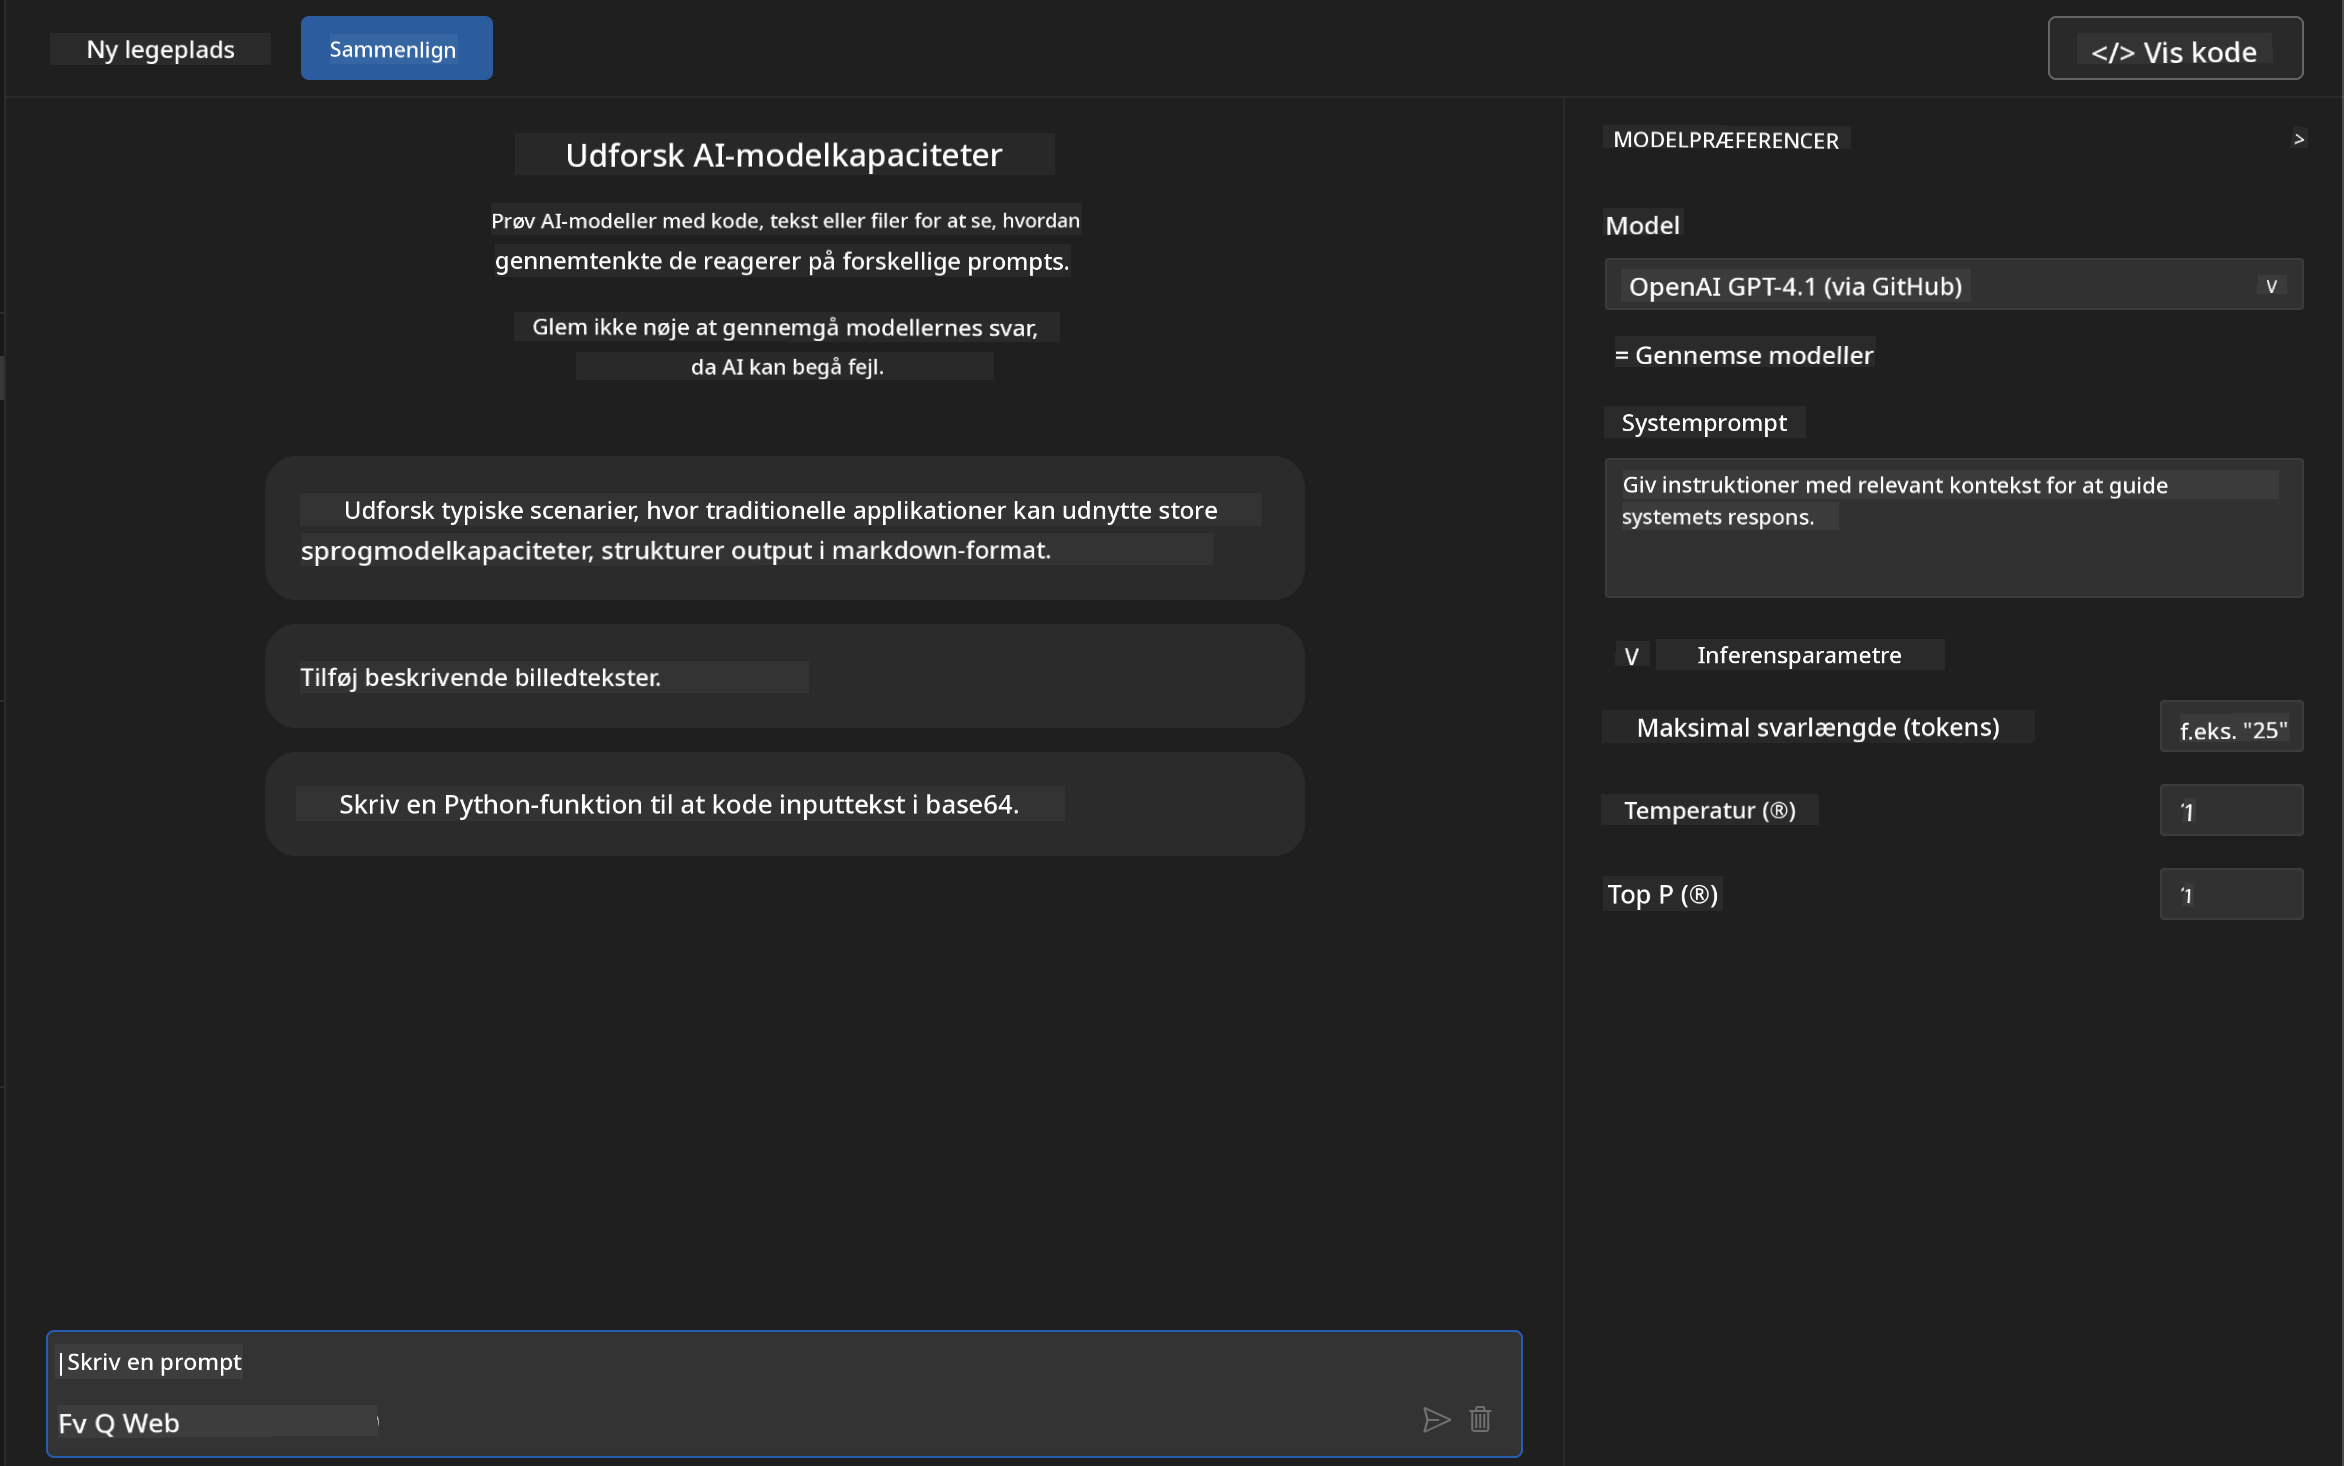 Ny legeplads
Sammenlign
</> Vis kode
Udforsk AI-modelkapaciteter
Prøv AI-modeller med kode, tekst eller filer for at se, hvordan
gennemtenkte de reagerer på forskellige prompts.
Glem ikke nøje at gennemgå modellernes svar,
da AI kan begå fejl.
Udforsk typiske scenarier, hvor traditionelle applikationer kan udnytte store
sprogmodelkapaciteter, strukturer output i markdown-format.
Tilføj beskrivende billedtekster.
Skriv en Python-funktion til at kode inputtekst i base64.
|Skriv en prompt
Fv Q Web
MODELPRÆFERENCER >
Model
OpenAI GPT-4.1 (via GitHub) V
= Gennemse modeller
Systemprompt
Giv instruktioner med relevant kontekst for at guide
systemets respons.
V Inferensparametre
Maksimal svarlængde (tokens) f.eks. "25"
Temperatur (®) '1
Top P (®) '1